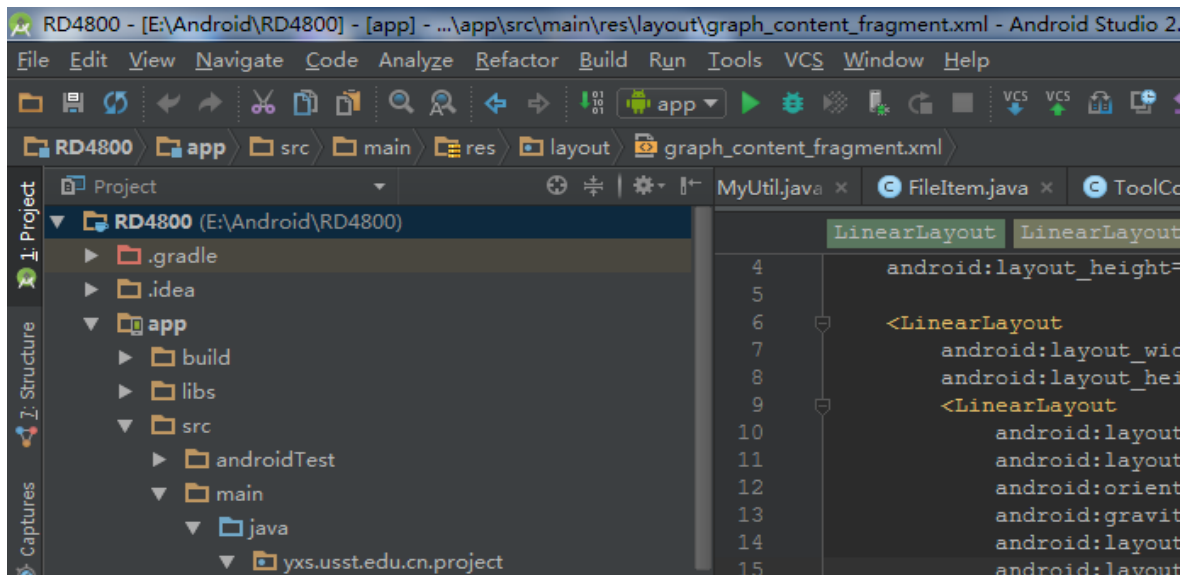 RD4800 - [E:\Android\RD4800] - [app] - ...\app\src\main\res\layout\graph_content_fragment.xml - Android Studio 2.
File Edit View Navigate Code Analyze Refactor Build Run Tools VCS Window Help
app VCS VCS
RD4800 app src main res layout graph_content_fragment.xml
Project MyUtil.java FileItem.java ToolCo
1: Project
7: Structure
Captures
RD4800 (E:\Android\RD4800)
.gradle
.idea
app
build
libs
src
androidTest
main
java
yxs.usst.edu.cn.project
LinearLayout LinearLayout
4 android:layout_height=
5
6 <LinearLayout
7 android:layout_wid
8 android:layout_hei
9 <LinearLayout
10 android:layout
11 android:layout
12 android:orient
13 android:gravit
14 android:layout
15 android:layout